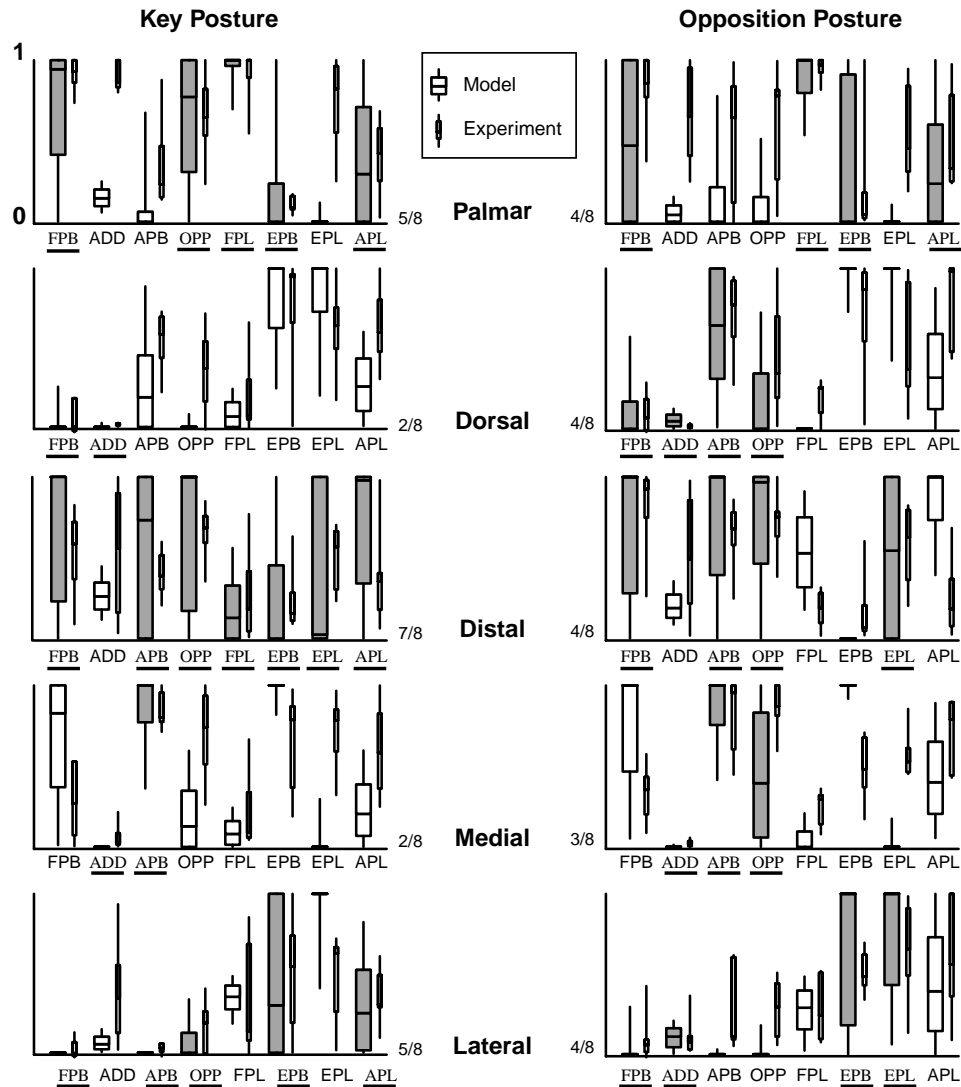 Key Posture Opposition Posture
1
Model
Experiment
0 5/8 Palmar 4/8
FPB ADD APB OPP FPL EPB EPL APL FPB ADD APB OPP FPL EPB EPL APL
2/8 Dorsal 4/8
FPB ADD APB OPP FPL EPB EPL APL FPB ADD APB OPP FPL EPB EPL APL
7/8 Distal 4/8
FPB ADD APB OPP FPL EPB EPL APL FPB ADD APB OPP FPL EPB EPL APL
2/8 Medial 3/8
FPB ADD APB OPP FPL EPB EPL APL FPB ADD APB OPP FPL EPB EPL APL
5/8 Lateral 4/8
FPB ADD APB OPP FPL EPB EPL APL FPB ADD APB OPP FPL EPB EPL APL